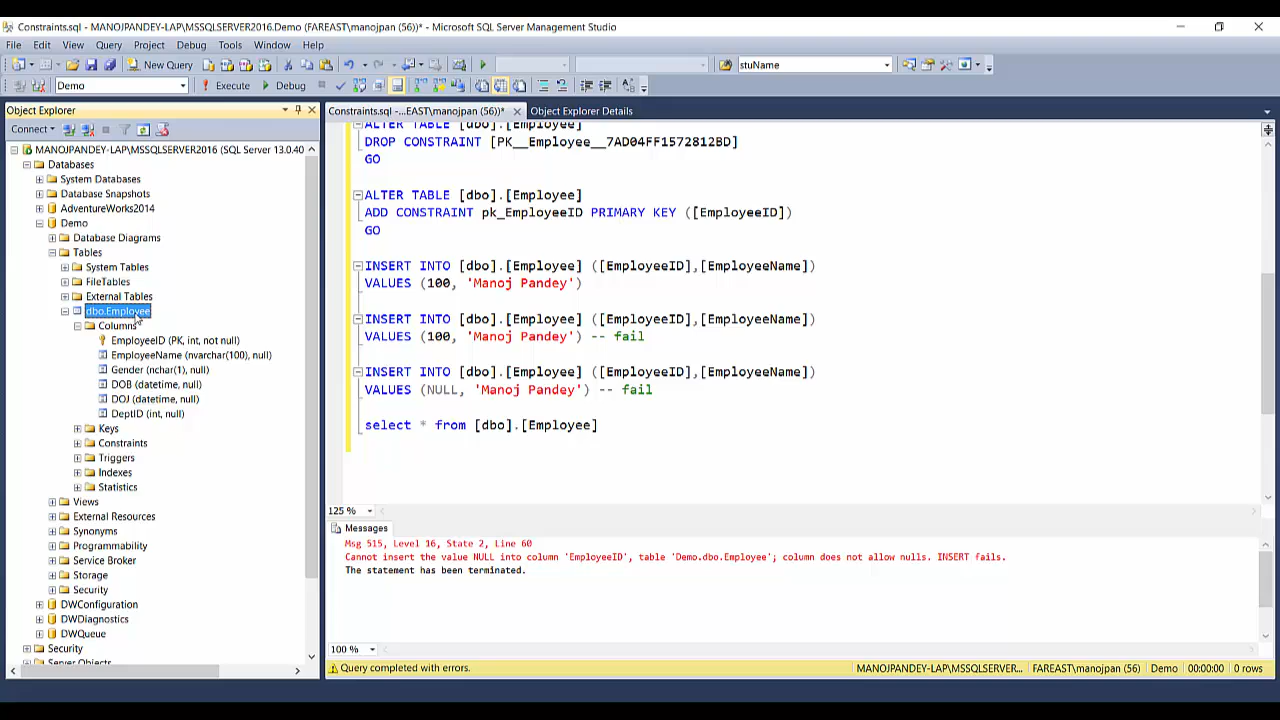 Constraints.sql - MANOJPANDEY-LAP\MSSQLSERVER2016.Demo (FAREAST\manojpan (56))* - Microsoft SQL Server Management Studio
File Edit View Query Project Debug Tools Window Help
New Query stuName
Demo Execute Debug
Object Explorer
Connect
MANOJPANDEY-LAP\MSSQLSERVER2016 (SQL Server 13.0.40
Databases
System Databases
Database Snapshots
AdventureWorks2014
Demo
Database Diagrams
Tables
System Tables
FileTables
External Tables
dbo.Employee
Columns
EmployeeID (PK, int, not null)
EmployeeName (nvarchar(100), null)
Gender (nchar(1), null)
DOB (datetime, null)
DOJ (datetime, null)
DeptID (int, null)
Keys
Constraints
Triggers
Indexes
Statistics
Views
External Resources
Synonyms
Programmability
Service Broker
Storage
Security
DWConfiguration
DWDiagnostics
DWQueue
Security
Server Objects
Constraints.sql -...EAST\manojpan (56))* Object Explorer Details
ALTER TABLE [dbo].[Employee]
DROP CONSTRAINT [PK__Employee__7AD04FF1572812BD]
GO
ALTER TABLE [dbo].[Employee]
ADD CONSTRAINT pk_EmployeeID PRIMARY KEY ([EmployeeID])
GO
INSERT INTO [dbo].[Employee] ([EmployeeID],[EmployeeName])
VALUES (100, 'Manoj Pandey')
INSERT INTO [dbo].[Employee] ([EmployeeID],[EmployeeName])
VALUES (100, 'Manoj Pandey') -- fail
INSERT INTO [dbo].[Employee] ([EmployeeID],[EmployeeName])
VALUES (NULL, 'Manoj Pandey') -- fail
select * from [dbo].[Employee]
125 %
Messages
Msg 515, Level 16, State 2, Line 60
Cannot insert the value NULL into column 'EmployeeID', table 'Demo.dbo.Employee'; column does not allow nulls. INSERT fails.
The statement has been terminated.
100 %
Query completed with errors. MANOJPANDEY-LAP\MSSQLSERVER... FAREAST\manojpan (56) Demo 00:00:00 0 rows